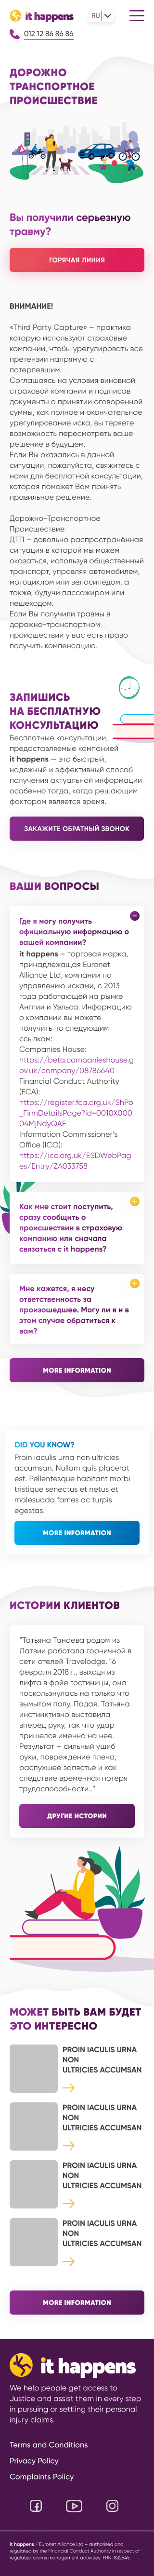 it happens
RU
012 12 86 86 86
ДОРОЖНО
ТРАНСПОРТНОЕ
ПРОИСШЕСТВИЕ
Вы получили серьезную
травму?
ГОРЯЧАЯ ЛИНИЯ
ВНИМАНИЕ!
«Third Party Capture» – практика
которую используют страховые
компании, чтобы урегулировать все
претензии напрямую с
потерпевшим.
Соглашаясь на условия виновной
страховой компании и подписав
документы о принятии оговоренной
суммы, как полное и окончательное
урегулирование иска, вы теряете
возможность пересмотреть ваше
решение в будущем.
Если Вы оказались в данной
ситуации, пожалуйста, свяжитесь с
нами для бесплатной консультации,
которая поможет Вам принять
правильное решение.
Дорожно-Транспортное
Происшествие
ДТП – довольно распространённая
ситуация в которой мы можем
оказаться, используя общественный
транспорт, управляя автомобилем,
мотоциклом или велосипедом, а
также, будучи пассажиром или
пешеходом.
Если Вы получили травмы в
дорожно-транспортном
происшествии у вас есть право
получить компенсацию.
ЗАПИШИСЬ
НА БЕСПЛАТНУЮ
КОНСУЛЬТАЦИЮ
Бесплатные консультации,
предоставляемые компанией
it happens — это быстрый,
надежный и эффективный способ
получения актуальной информации
особенно тогда, когда решающим
фактором является время.
ЗАКАЖИТЕ ОБРАТНЫЙ ЗВОНОК
ВАШИ ВОПРОСЫ
Где я могу получить
официальную информацию о
вашей компании?
it happens – торговая марка,
принадлежащая Euronet
Alliance Ltd, компании по
управлению исками, с 2013
года работающей на рынке
Англии и Уэльса. Информацию
о компании вы можете
получить по следующим
ссылкам:
Companies House:
https://beta.companieshouse.g
ov.uk/company/08786640
Financial Conduct Authority
(FCA):
https://register.fca.org.uk/ShPo
_FirmDetailsPage?id=0010X000
04MjNdyQAF
Information Commissioner's
Office (ICO):
https://ico.org.uk/ESDWebPag
es/Entry/ZA033758
Как мне стоит поступить,
сразу сообщить о
происшествии в страховую
компанию или сначала
связаться с it happens?
Мне кажется, я несу
ответственность за
произошедшее. Могу ли я и в
этом случае обратиться к
вам?
MORE INFORMATION
DID YOU KNOW?
Proin iaculis urna non ultricies
accumsan. Nullam quis placerat
est. Pellentesque habitant morbi
tristique senectus et netus et
malesuada fames ac turpis
egestas.
MORE INFORMATION
ИСТОРИИ КЛИЕНТОВ
"Татьяна Танаева родом из
Латвии работала горничной в
сети отелей Travelodge. 16
февраля 2018 г., выходя из
лифта в фойе гостиницы, она
поскользнулась на только что
вымытом полу. Падая, Татьяна
инстинктивно выставила
вперед руку, так что удар
пришелся именно на нее.
Результат – сильный ушиб
руки, повреждение плеча,
распухшее запястье и как
следствие временная потеря
трудоспособности.."
ДРУГИЕ ИСТОРИИ
МОЖЕТ БЫТЬ ВАМ БУДЕТ
ЭТО ИНТЕРЕСНО
PROIN IACULIS URNA
NON
ULTRICIES ACCUMSAN
PROIN IACULIS URNA
NON
ULTRICIES ACCUMSAN
PROIN IACULIS URNA
NON
ULTRICIES ACCUMSAN
PROIN IACULIS URNA
NON
ULTRICIES ACCUMSAN
MORE INFORMATION
it happens
We help people get access to
Justice and assist them in every step
in pursuing or settling their personal
injury claims.
Terms and Conditions
Privacy Policy
Complaints Policy
it happens / Euronet Alliance Ltd – authorised and
regulated by the Financial Conduct Authority in respect of
regulated claims management activities. FRN: 832645.